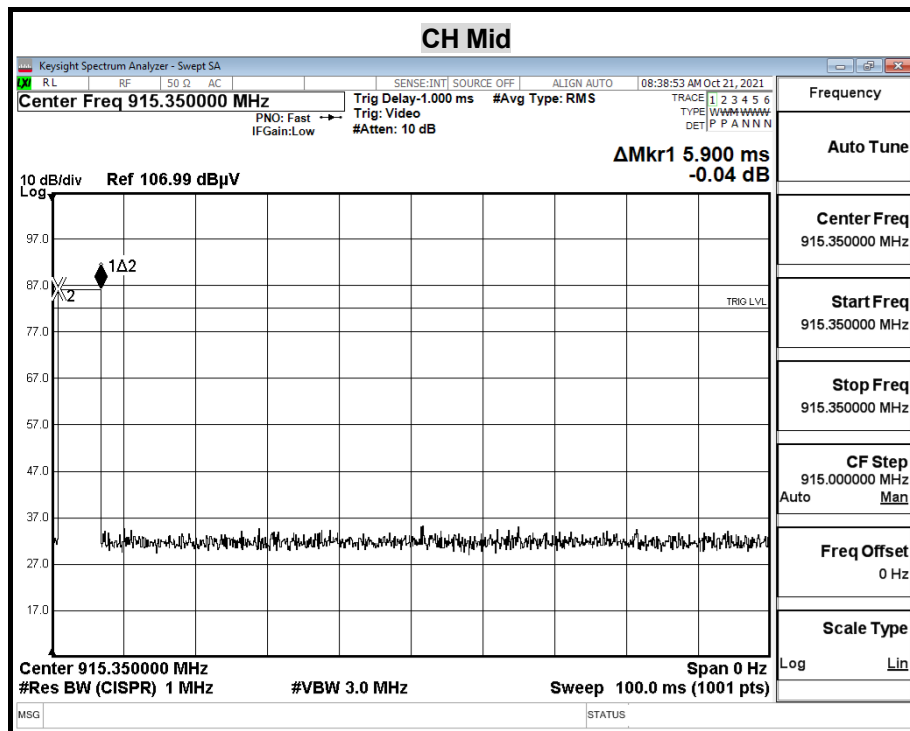 CH Mid
Keysight Spectrum Analyzer - Swept SA
LXI RL RF 50 Ω AC SENSE:INT SOURCE OFF ALIGN AUTO 08:38:53 AM Oct 21, 2021
Center Freq 915.350000 MHz
PNO: Fast
IFGain:Low
Trig Delay-1.000 ms
Trig: Video
#Atten: 10 dB
#Avg Type: RMS
TRACE 1 2 3 4 5 6
TYPE WWMWWW
DET P P A N N N
ΔMkr1 5.900 ms
-0.04 dB
10 dB/div Ref 106.99 dBµV
Log
97.0
87.0
77.0
67.0
57.0
47.0
37.0
27.0
17.0
1Δ2
2
TRIG LVL
Center 915.350000 MHz Span 0 Hz
#Res BW (CISPR) 1 MHz #VBW 3.0 MHz Sweep 100.0 ms (1001 pts)
MSG STATUS
Frequency
Auto Tune
Center Freq
915.350000 MHz
Start Freq
915.350000 MHz
Stop Freq
915.350000 MHz
CF Step
915.000000 MHz
Auto Man
Freq Offset
0 Hz
Scale Type
Log Lin